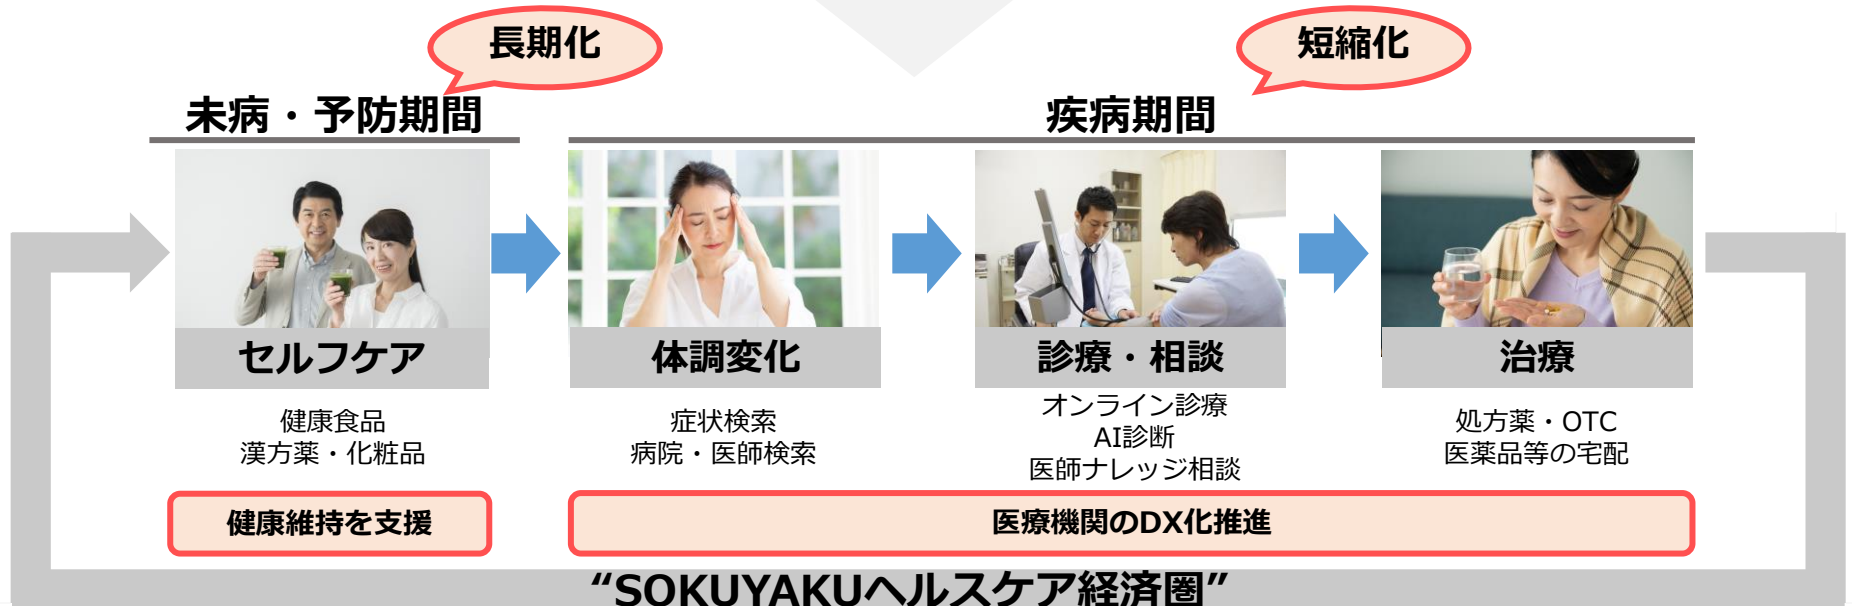 長期化
短縮化
未病・予防期間
疾病期間
セルフケア
体調変化
診療・相談
治療
健康食品
漢方薬・化粧品
症状検索
病院・医師検索
オンライン診療
AI診断
医師ナレッジ相談
処方薬・OTC
医薬品等の宅配
健康維持を支援
医療機関のDX化推進
“SOKUYAKUヘルスケア経済圏”